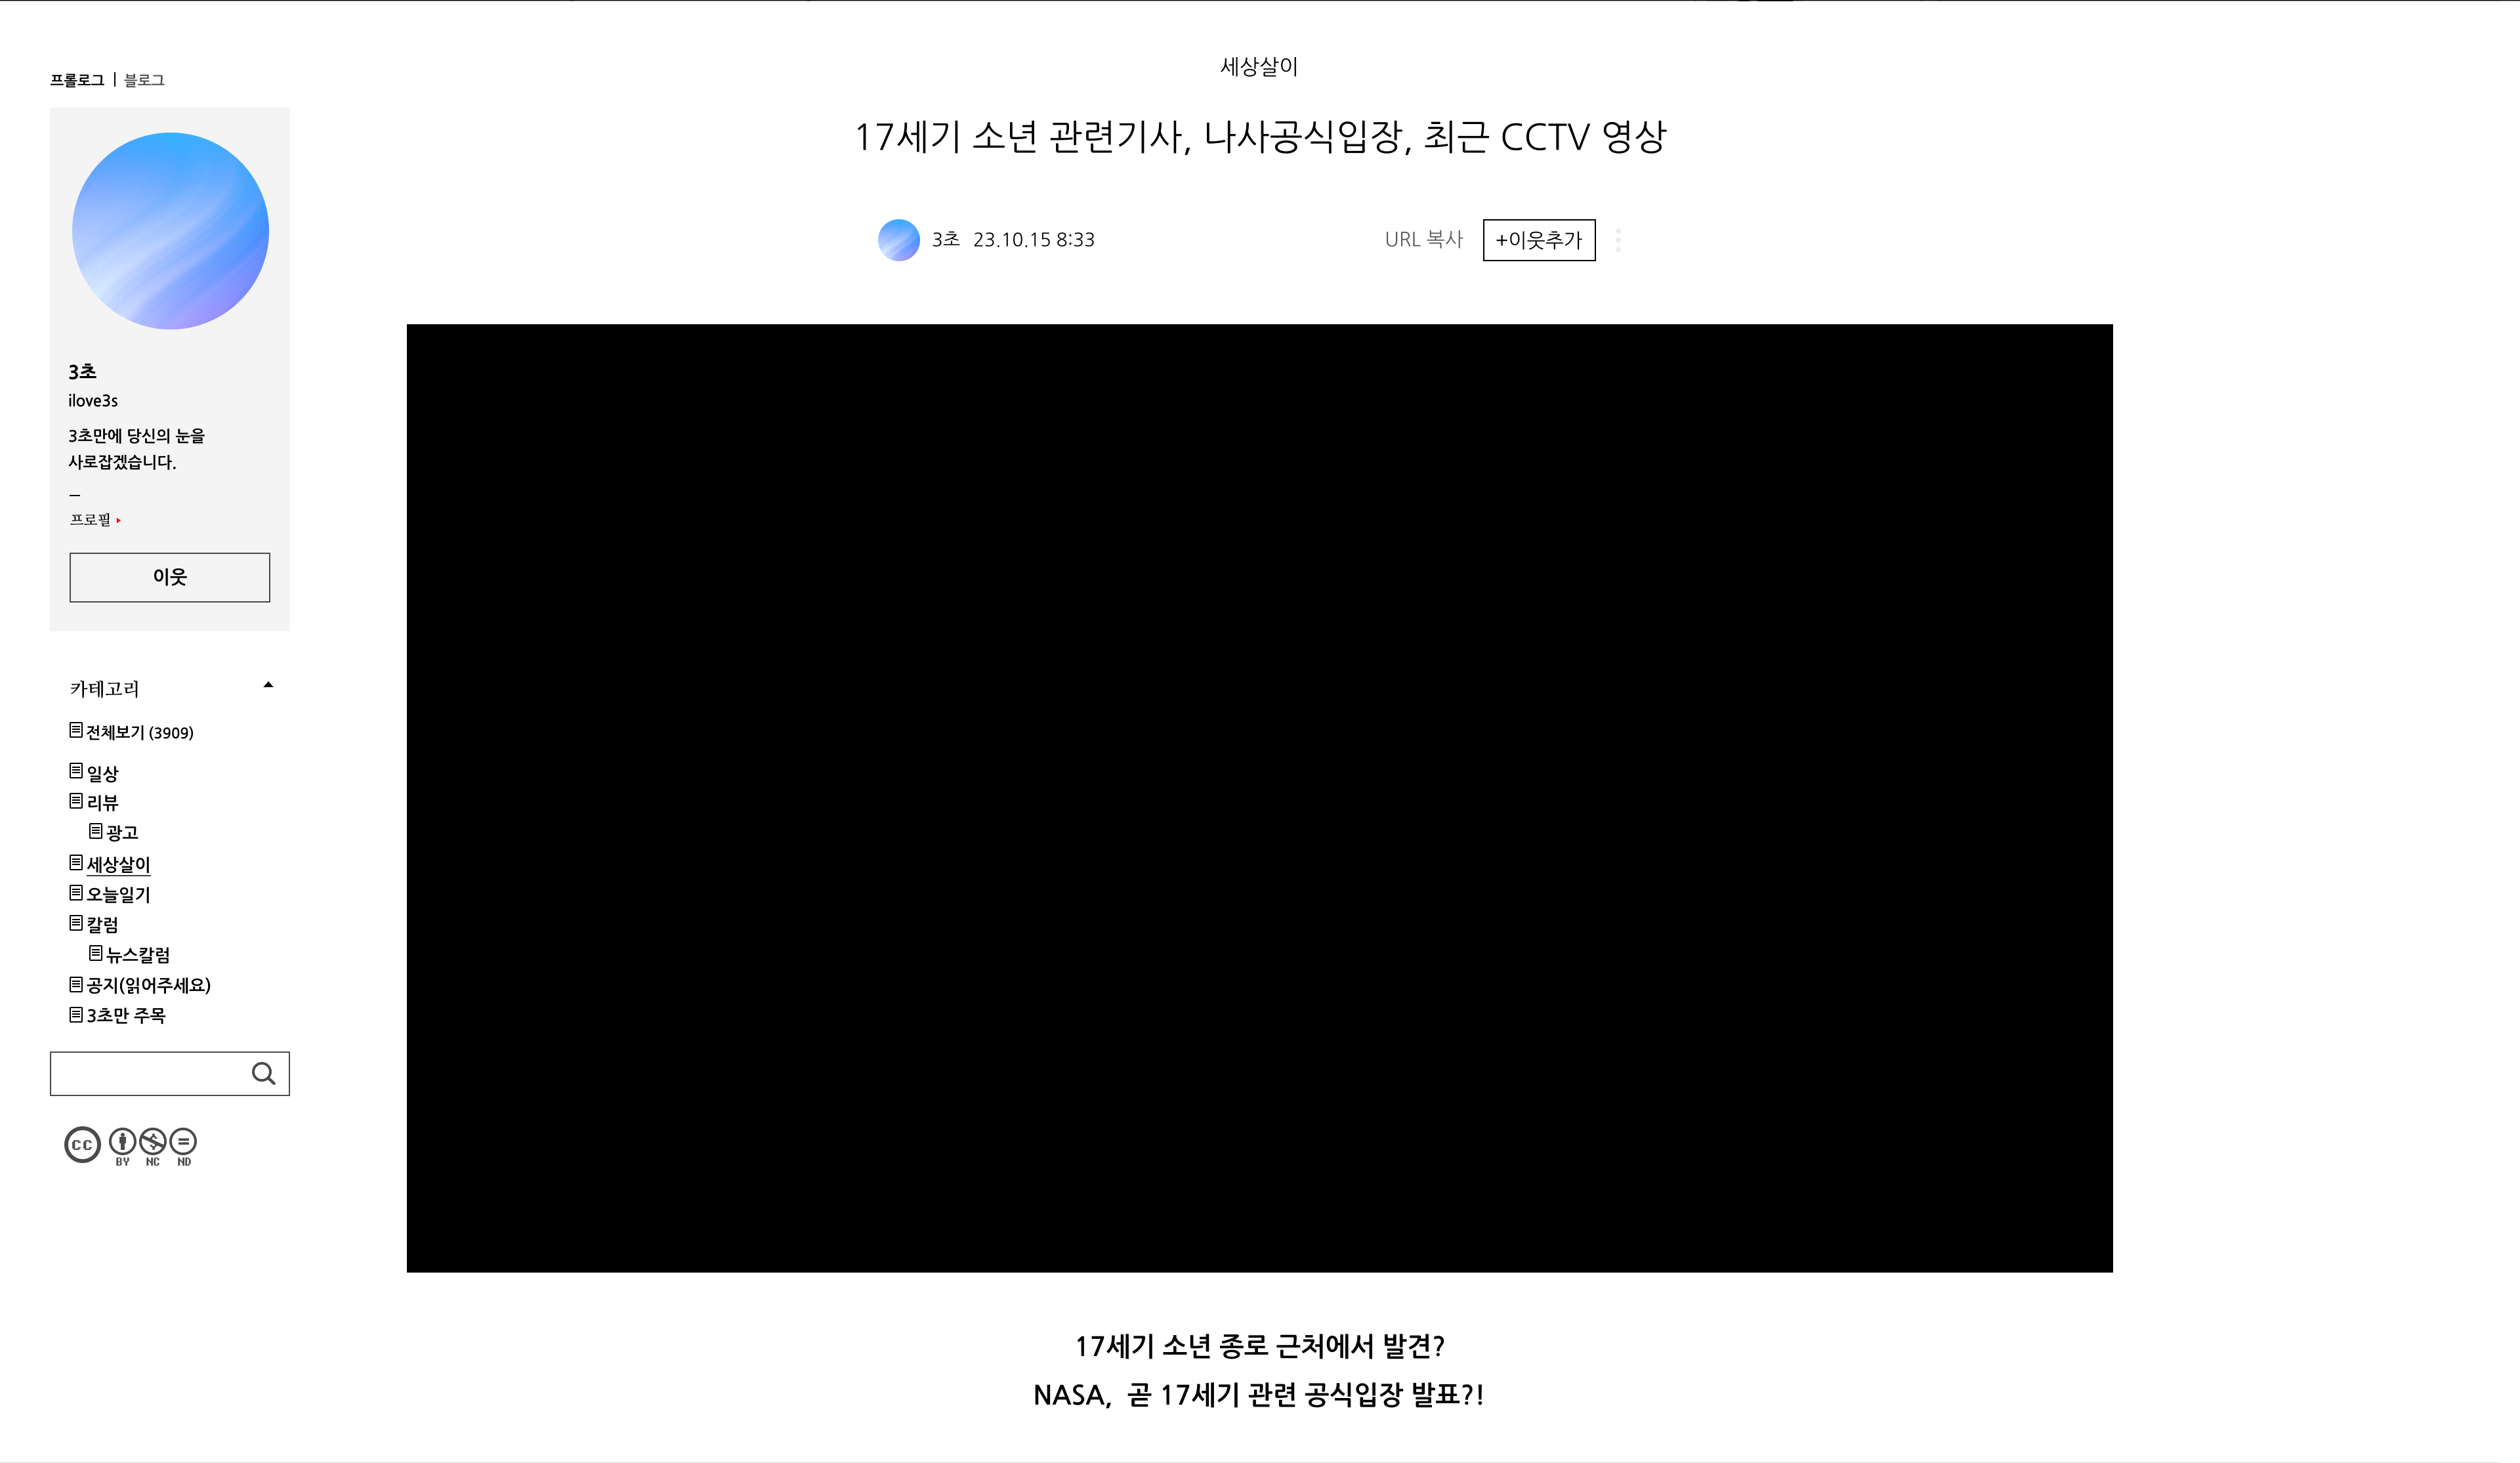 프롤로그 | 블로그
3초
ilove3s
3초만에 당신의 눈을
사로잡겠습니다.
프로필
이웃
카테고리
전체보기 (3909)
일상
리뷰
광고
세상살이
오늘일기
칼럼
뉴스칼럼
공지(읽어주세요)
3초만 주목
cc BY NC ND
세상살이
17세기 소년 관련기사, 나사공식입장, 최근 CCTV 영상
3초 23.10.15 8:33 URL 복사 +이웃추가
17세기 소년 종로 근처에서 발견?
NASA, 곧 17세기 관련 공식입장 발표?!